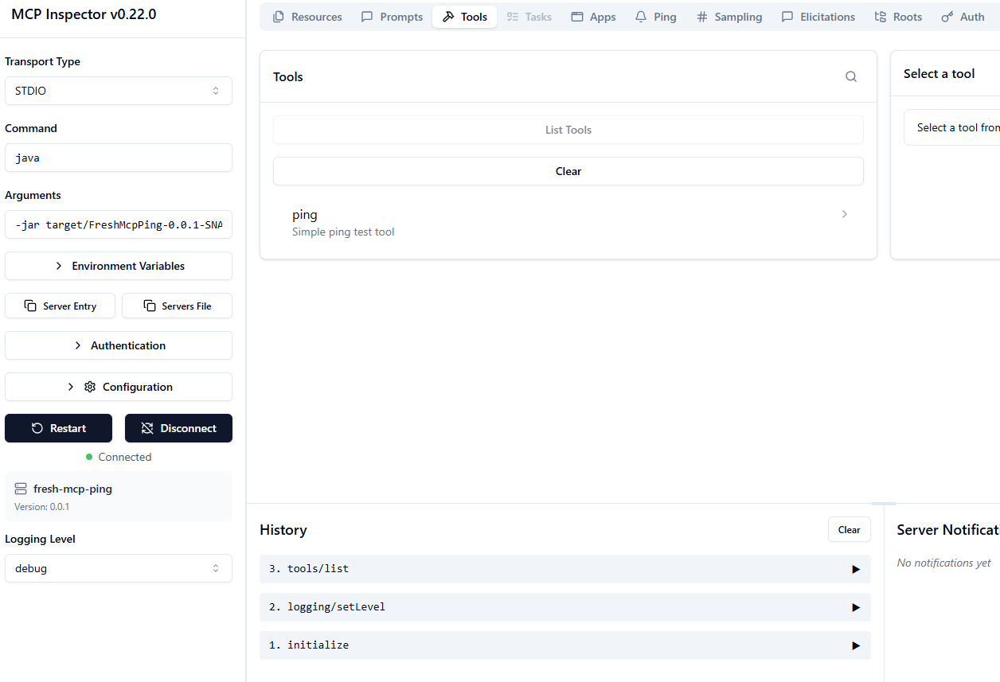 MCP Inspector v0.22.0
Transport Type
STDIO
Command
java
Arguments
-jar target/FreshMcpPing-0.0.1-SNA
Environment Variables
Server Entry
Servers File
Authentication
Configuration
Restart
Disconnect
Connected
fresh-mcp-ping
Version: 0.0.1
Logging Level
debug
Resources
Prompts
Tools
Tasks
Apps
Ping
Sampling
Elicitations
Roots
Auth
Tools
List Tools
Clear
ping
Simple ping test tool
Select a tool
Select a tool from
History
Clear
3. tools/list
2. logging/setLevel
1. initialize
Server Notificati
No notifications yet